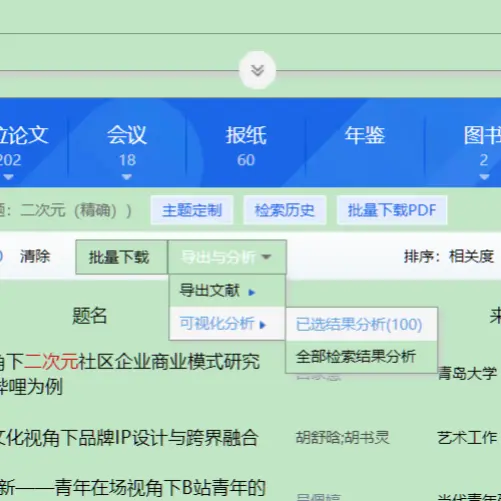 位论文 会议 报纸 年鉴 图书
202 18 60 2
题：二次元（精确）） 主题定制 检索历史 批量下载PDF
清除 批量下载 导出与分析 排序： 相关度
导出文献
题名
可视化分析 已选结果分析(100)
全部检索结果分析
角下二次元社区企业商业模式研究
哔哩为例
青岛大学
文化视角下品牌IP设计与跨界融合 胡舒晗;胡书灵 艺术工作
新——青年在场视角下B站青年的